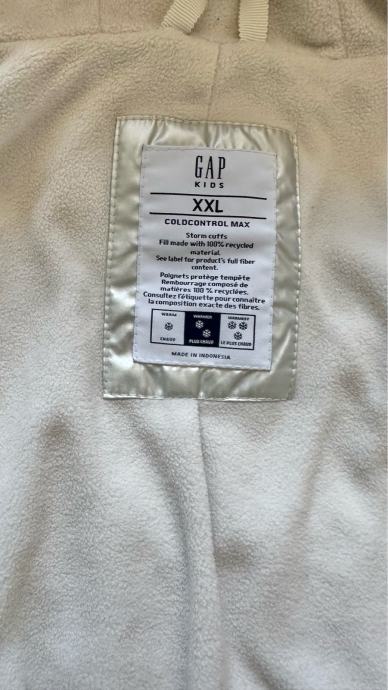 GAP
KIDS
XXL
COLDCONTROL MAX
Storm cuffs
Fill made with 100% recycled
material.
See label for product's full fiber
content.
Poignets protège tempête
Rembourrage composé de
matières 100 % recyclées.
Consultez l'étiquette pour connaître
la composition exacte des fibres.
WARM WARMER WARMEST
CHAUD PLUS CHAUD LE PLUS CHAUD
MADE IN INDONESIA